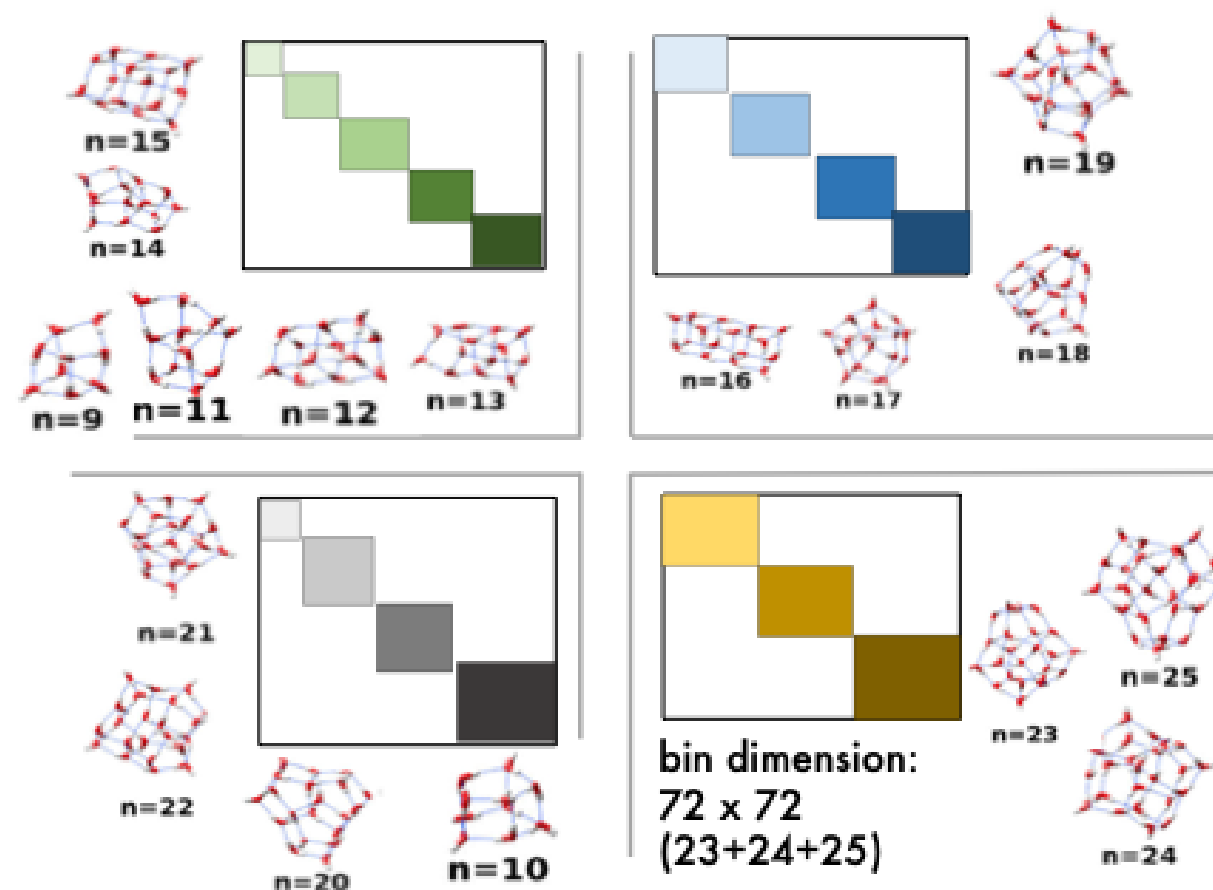 n=15
n=14
n=9
n=11
n=12
n=13
n=19
n=18
n=16
n=17
n=21
n=22
n=20
n=10
n=25
n=23
n=24
bin dimension:
72 x 72
(23+24+25)